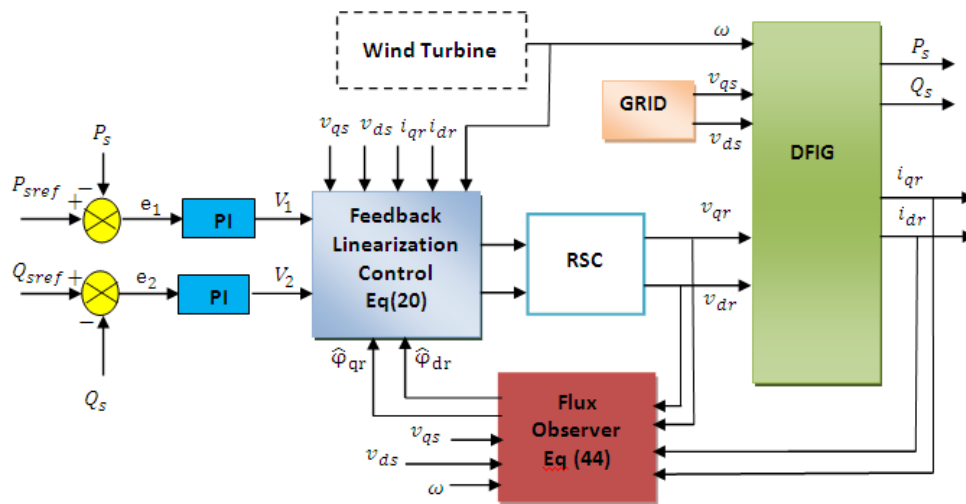 Wind Turbine
ω
GRID
v_qs
v_ds
DFIG
P_s
Q_s
i_qr
i_dr
v_qs v_ds i_qr i_dr
P_s
P_sref
+
−
e_1
PI
V_1
Q_sref
+
−
e_2
PI
V_2
Q_s
Feedback
Linearization
Control
Eq(20)
RSC
v_qr
v_dr
φ̂_qr
φ̂_dr
Flux
Observer
Eq (44)
v_qs
v_ds
ω